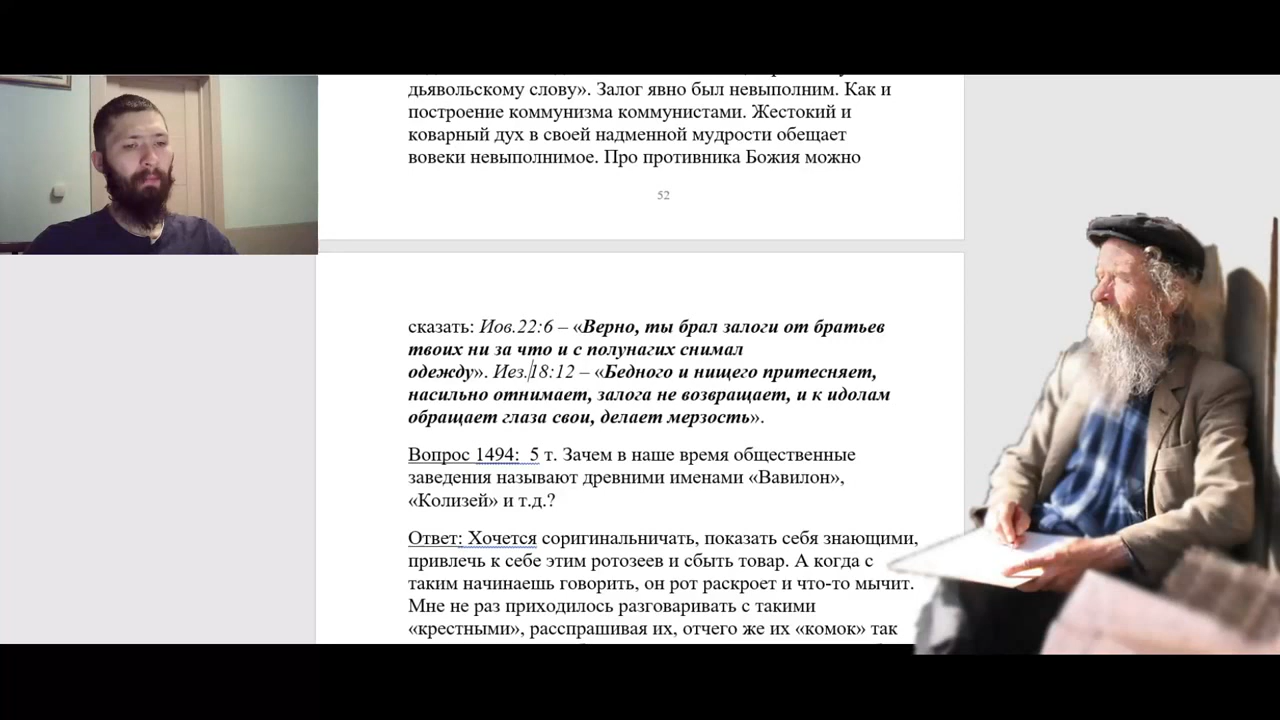 дьявольскому слову». Залог явно был невыполним. Как и
построение коммунизма коммунистами. Жестокий и
коварный дух в своей надменной мудрости обещает
вовеки невыполнимое. Про противника Божия можно
52
сказать: Иов.22:6 – «Верно, ты брал залоги от братьев
твоих ни за что и с полунагих снимал
одежду». Иез.18:12 – «Бедного и нищего притесняет,
насильно отнимает, залога не возвращает, и к идолам
обращает глаза свои, делает мерзость».
Вопрос 1494: 5 т. Зачем в наше время общественные
заведения называют древними именами «Вавилон»,
«Колизей» и т.д.?
Ответ: Хочется соригинальничать, показать себя знающими,
привлечь к себе этим ротозеев и сбыть товар. А когда с
таким начинаешь говорить, он рот раскроет и что-то мычит.
Мне не раз приходилось разговаривать с такими
«крестными», расспрашивая их, отчего же их «комок» так